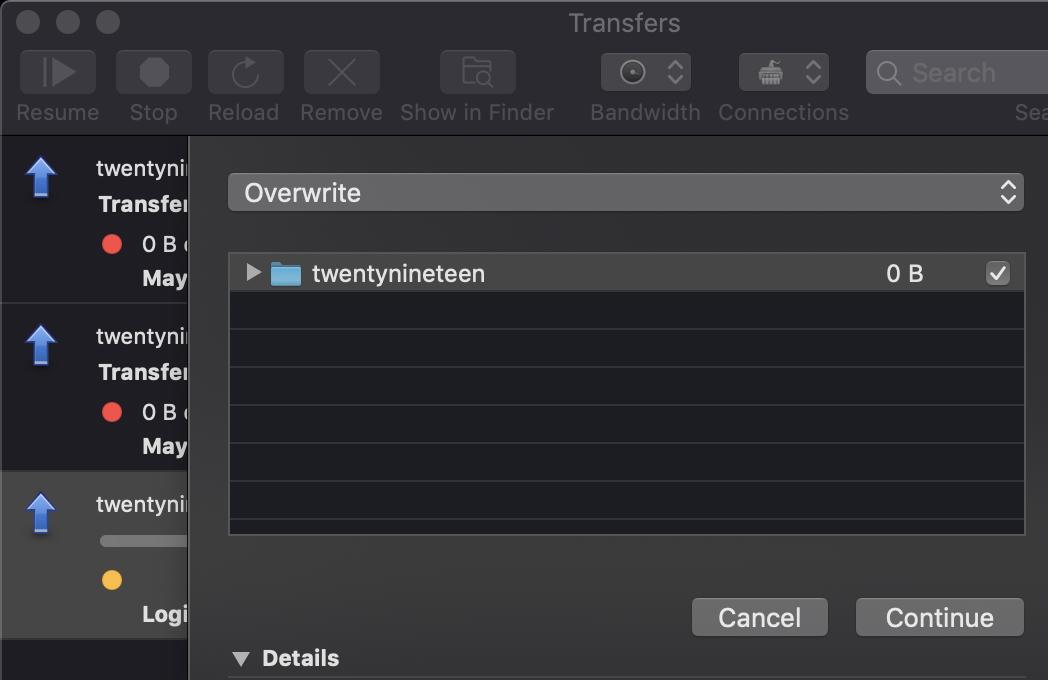 Transfers
Resume Stop Reload Remove Show in Finder Bandwidth Connections
Search
twentyni
Transfer
0 B
May
twentyni
Transfer
0 B
May
twentyni
Logi
Overwrite
twentynineteen 0 B
Cancel Continue
Details